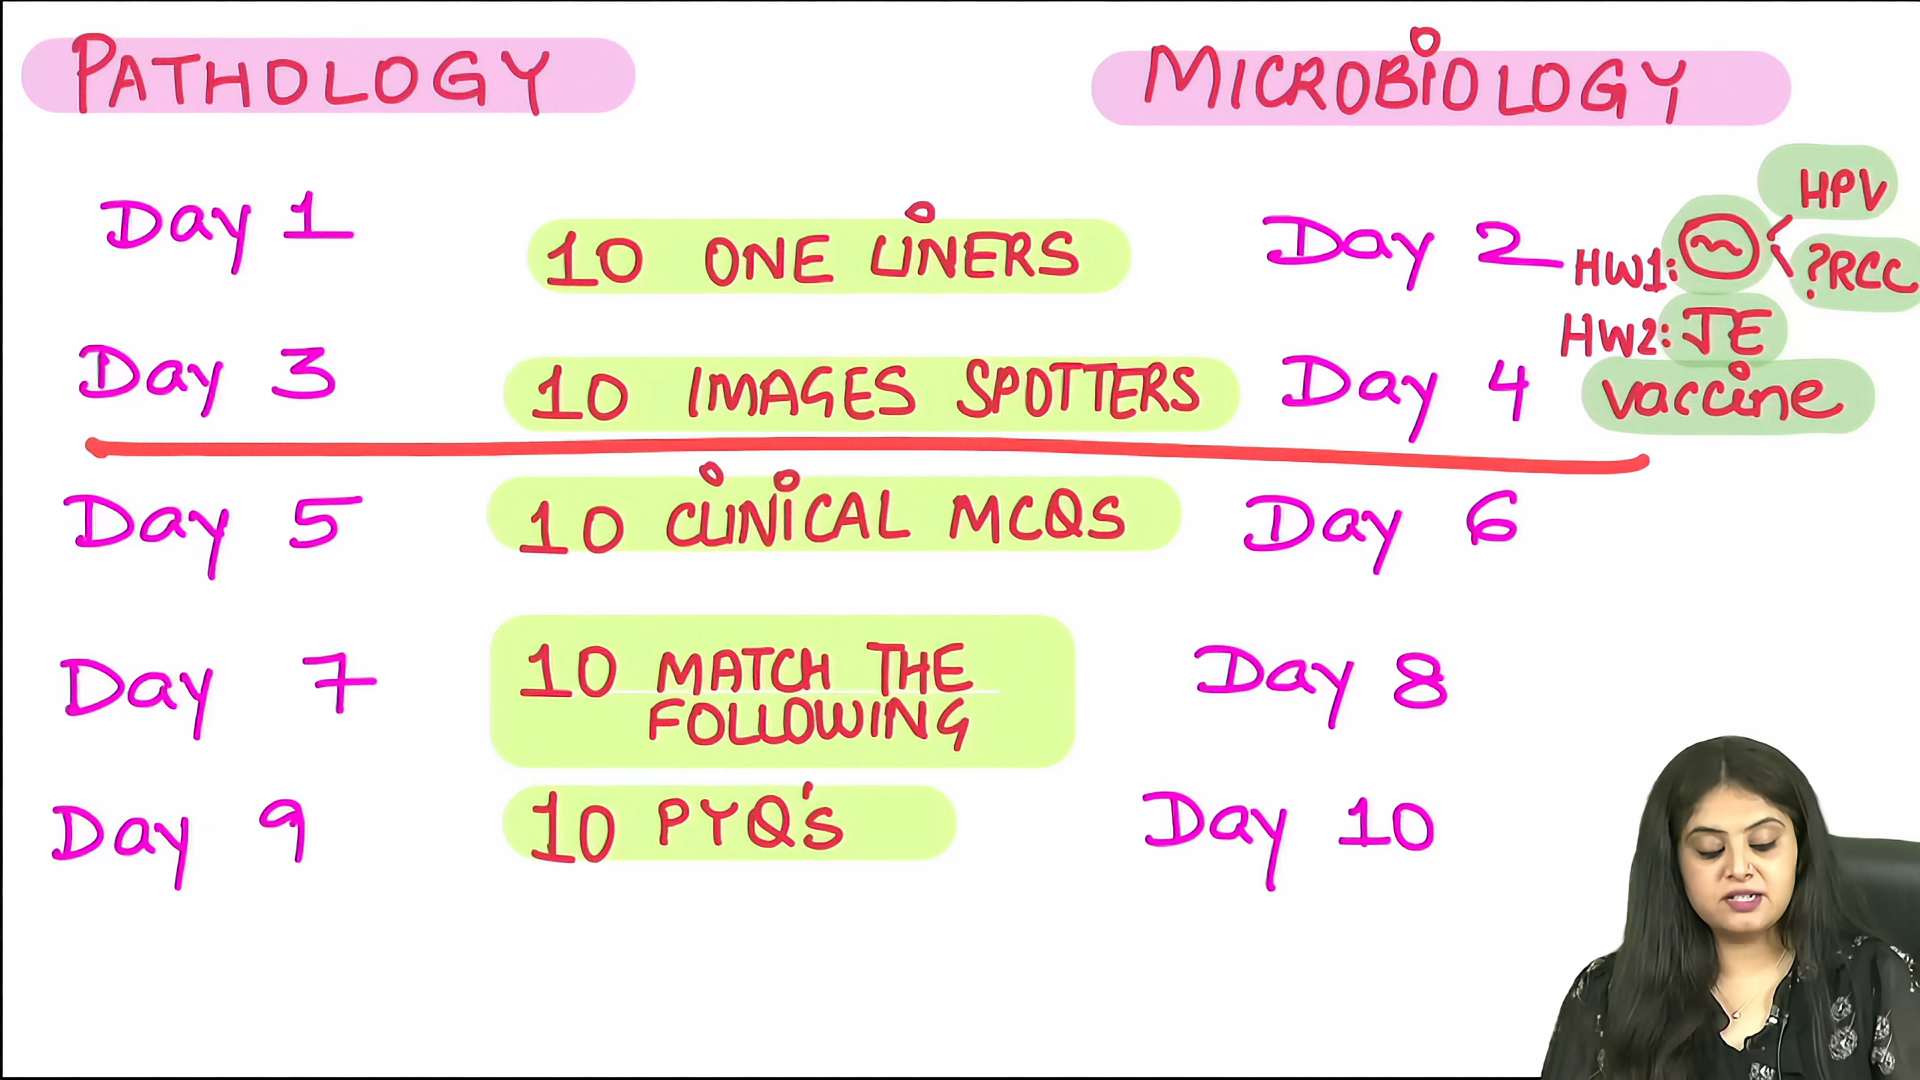 PATHOLOGY
MICROBIOLOGY
HPV
Day 1 10 ONE LINERS Day 2 HW1: ?RCC
HW2: JE
Day 3 10 IMAGES SPOTTERS Day 4 vaccine
Day 5 10 CLINICAL MCQS Day 6
Day 7 10 MATCH THE Day 8
FOLLOWING
Day 9 10 PYQ's Day 10